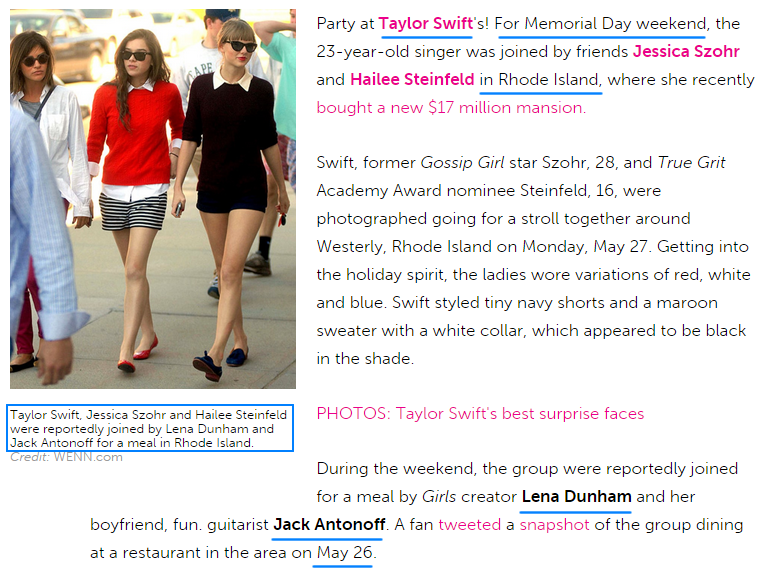 Party at Taylor Swift's! For Memorial Day weekend, the
23-year-old singer was joined by friends Jessica Szohr
and Hailee Steinfeld in Rhode Island, where she recently
bought a new $17 million mansion.
Swift, former Gossip Girl star Szohr, 28, and True Grit
Academy Award nominee Steinfeld, 16, were
photographed going for a stroll together around
Westerly, Rhode Island on Monday, May 27. Getting into
the holiday spirit, the ladies wore variations of red, white
and blue. Swift styled tiny navy shorts and a maroon
sweater with a white collar, which appeared to be black
in the shade.
Taylor Swift, Jessica Szohr and Hailee Steinfeld
were reportedly joined by Lena Dunham and
Jack Antonoff for a meal in Rhode Island.
Credit: WENN.com
PHOTOS: Taylor Swift's best surprise faces
During the weekend, the group were reportedly joined
for a meal by Girls creator Lena Dunham and her
boyfriend, fun. guitarist Jack Antonoff. A fan tweeted a snapshot of the group dining
at a restaurant in the area on May 26.